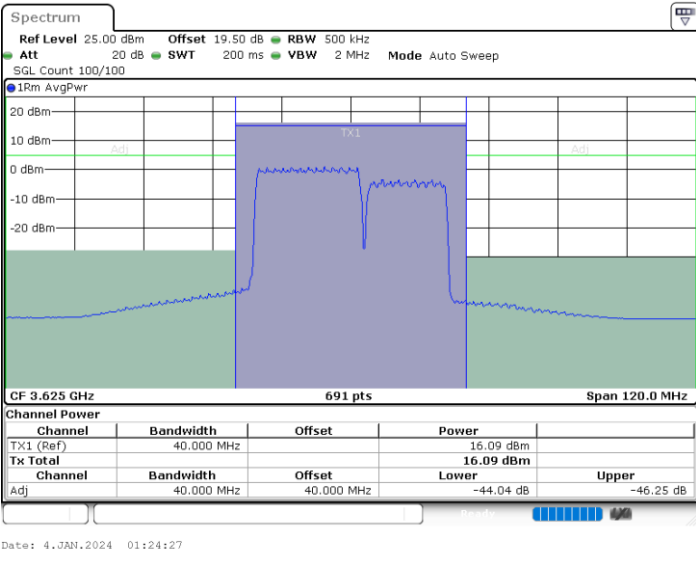 Spectrum
Ref Level 25.00 dBm Offset 19.50 dB RBW 500 kHz
Att 20 dB SWT 200 ms VBW 2 MHz Mode Auto Sweep
SGL Count 100/100
1Rm AvgPwr
20 dBm
TX1
10 dBm
Adj Adj
0 dBm
-10 dBm
-20 dBm
CF 3.625 GHz 691 pts Span 120.0 MHz
Channel Power
Channel Bandwidth Offset Power
TX1 (Ref) 40.000 MHz 16.09 dBm
Tx Total 16.09 dBm
Channel Bandwidth Offset Lower Upper
Adj 40.000 MHz 40.000 MHz -44.04 dB -46.25 dB
Ready
Date: 4.JAN.2024 01:24:27